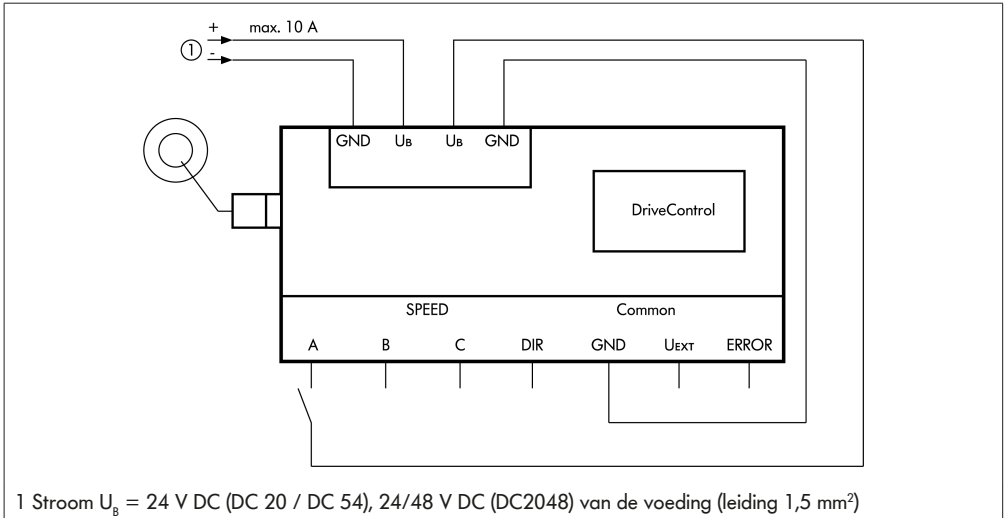 + max. 10 A
1 -
GND UB UB GND
DriveControl
SPEED Common
A B C DIR GND UEXT ERROR
1 Stroom UB = 24 V DC (DC 20 / DC 54), 24/48 V DC (DC2048) van de voeding (leiding 1,5 mm²)